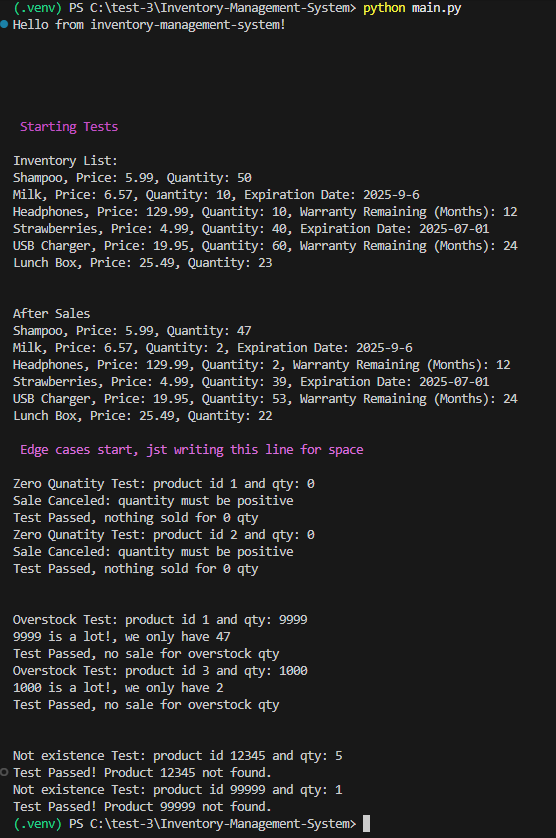 (.venv) PS C:\test-3\Inventory-Management-System> python main.py
Hello from inventory-management-system!
Starting Tests
Inventory List:
Shampoo, Price: 5.99, Quantity: 50
Milk, Price: 6.57, Quantity: 10, Expiration Date: 2025-9-6
Headphones, Price: 129.99, Quantity: 10, Warranty Remaining (Months): 12
Strawberries, Price: 4.99, Quantity: 40, Expiration Date: 2025-07-01
USB Charger, Price: 19.95, Quantity: 60, Warranty Remaining (Months): 24
Lunch Box, Price: 25.49, Quantity: 23
After Sales
Shampoo, Price: 5.99, Quantity: 47
Milk, Price: 6.57, Quantity: 2, Expiration Date: 2025-9-6
Headphones, Price: 129.99, Quantity: 2, Warranty Remaining (Months): 12
Strawberries, Price: 4.99, Quantity: 39, Expiration Date: 2025-07-01
USB Charger, Price: 19.95, Quantity: 53, Warranty Remaining (Months): 24
Lunch Box, Price: 25.49, Quantity: 22
Edge cases start, jst writing this line for space
Zero Qunatity Test: product id 1 and qty: 0
Sale Canceled: quantity must be positive
Test Passed, nothing sold for 0 qty
Zero Qunatity Test: product id 2 and qty: 0
Sale Canceled: quantity must be positive
Test Passed, nothing sold for 0 qty
Overstock Test: product id 1 and qty: 9999
9999 is a lot!, we only have 47
Test Passed, no sale for overstock qty
Overstock Test: product id 3 and qty: 1000
1000 is a lot!, we only have 2
Test Passed, no sale for overstock qty
Not existence Test: product id 12345 and qty: 5
Test Passed! Product 12345 not found.
Not existence Test: product id 99999 and qty: 1
Test Passed! Product 99999 not found.
(.venv) PS C:\test-3\Inventory-Management-System>